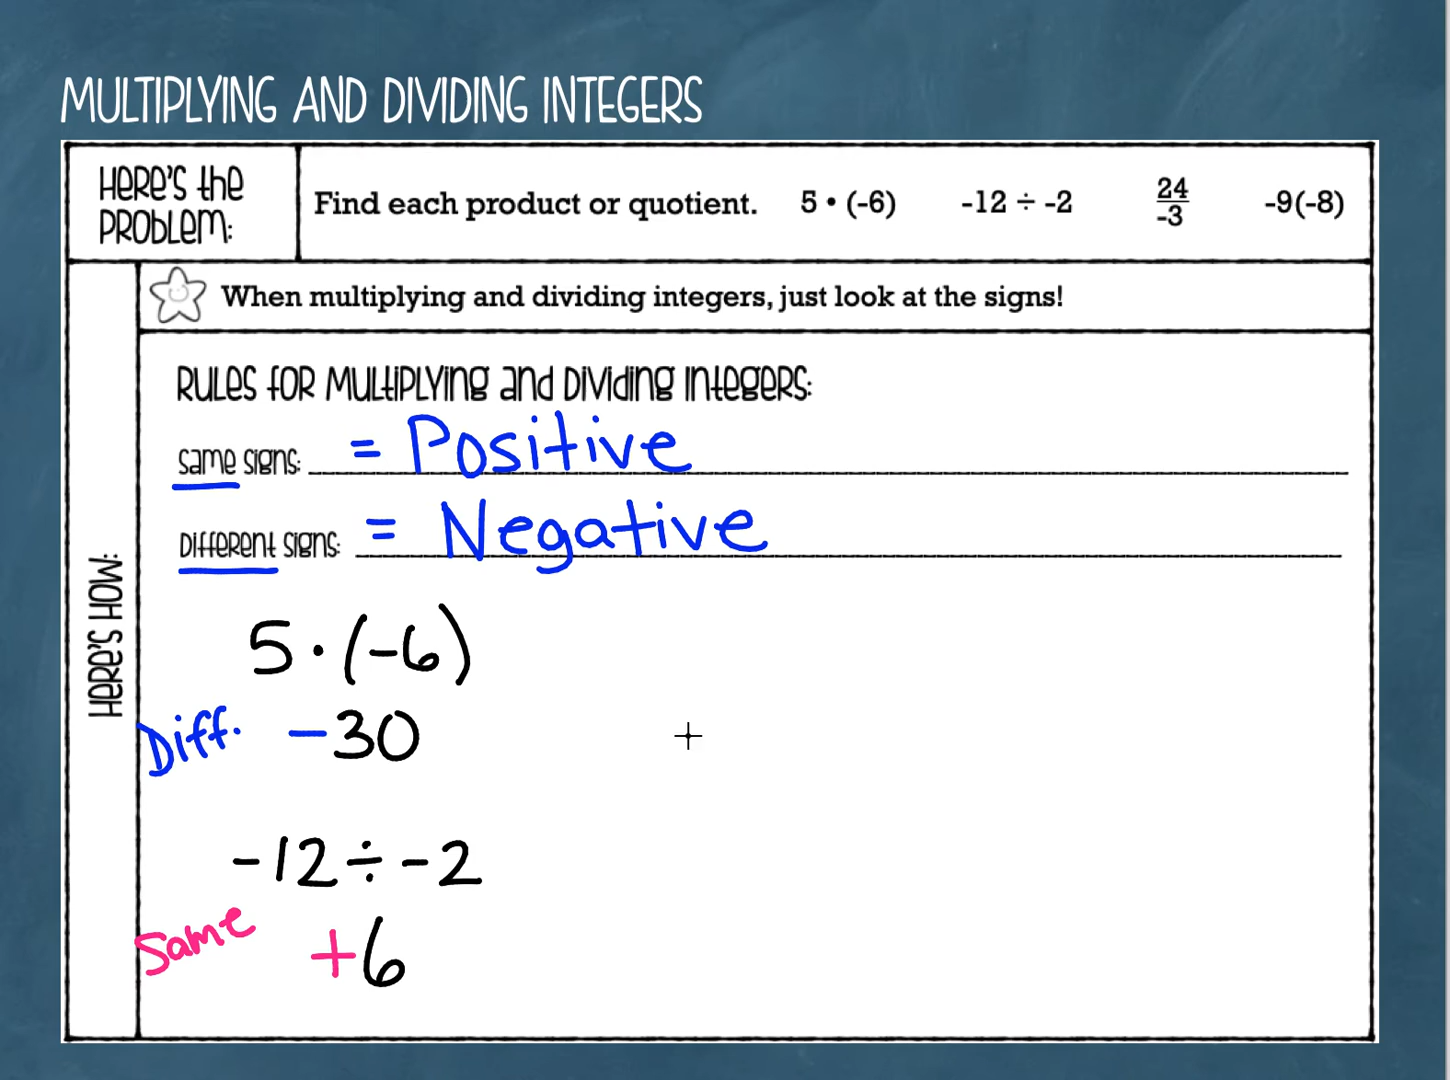 MULTIPLYING AND DIVIDING INTEGERS
HERE'S the PROBLEM:
Find each product or quotient. 5 • (-6) -12 ÷ -2 24/-3 -9(-8)
When multiplying and dividing integers, just look at the signs!
HERE'S HOW:
RULES FOR MULTIPLYING and DIVIDING INTEGERS:
SAME SIGNS: = Positive
DIFFERENT SIGNS: = Negative
5 · (-6)
Diff. -30
-12 ÷ -2
Same +6